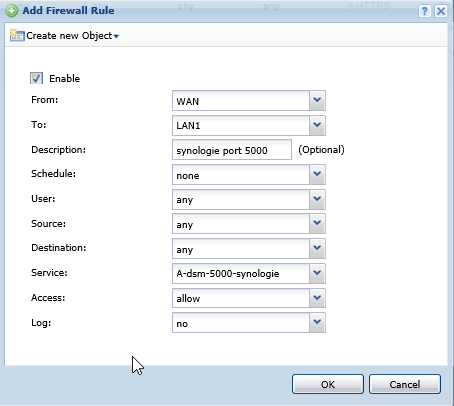 Add Firewall Rule
Create new Object
Enable
From: WAN
To: LAN1
Description: synologie port 5000 (Optional)
Schedule: none
User: any
Source: any
Destination: any
Service: A-dsm-5000-synologie
Access: allow
Log: no
OK Cancel